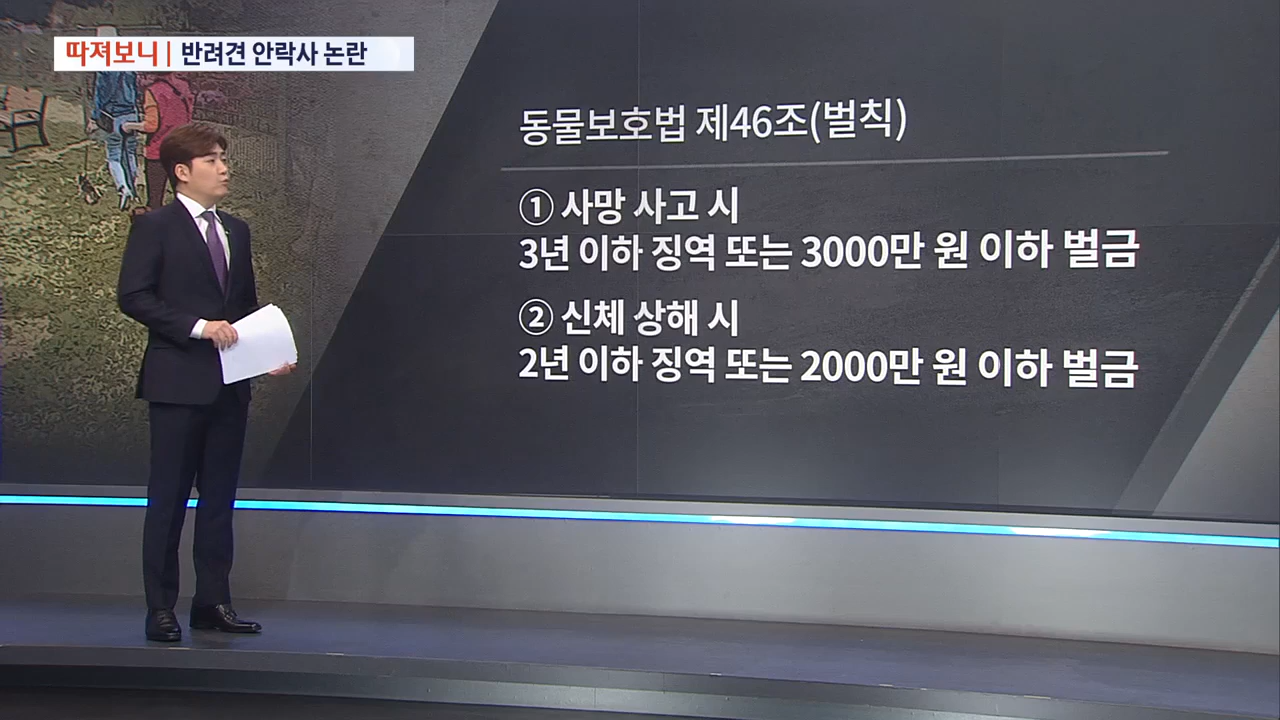 따져보니 | 반려견 안락사 논란
동물보호법 제46조(벌칙)
① 사망 사고 시
3년 이하 징역 또는 3000만 원 이하 벌금
② 신체 상해 시
2년 이하 징역 또는 2000만 원 이하 벌금